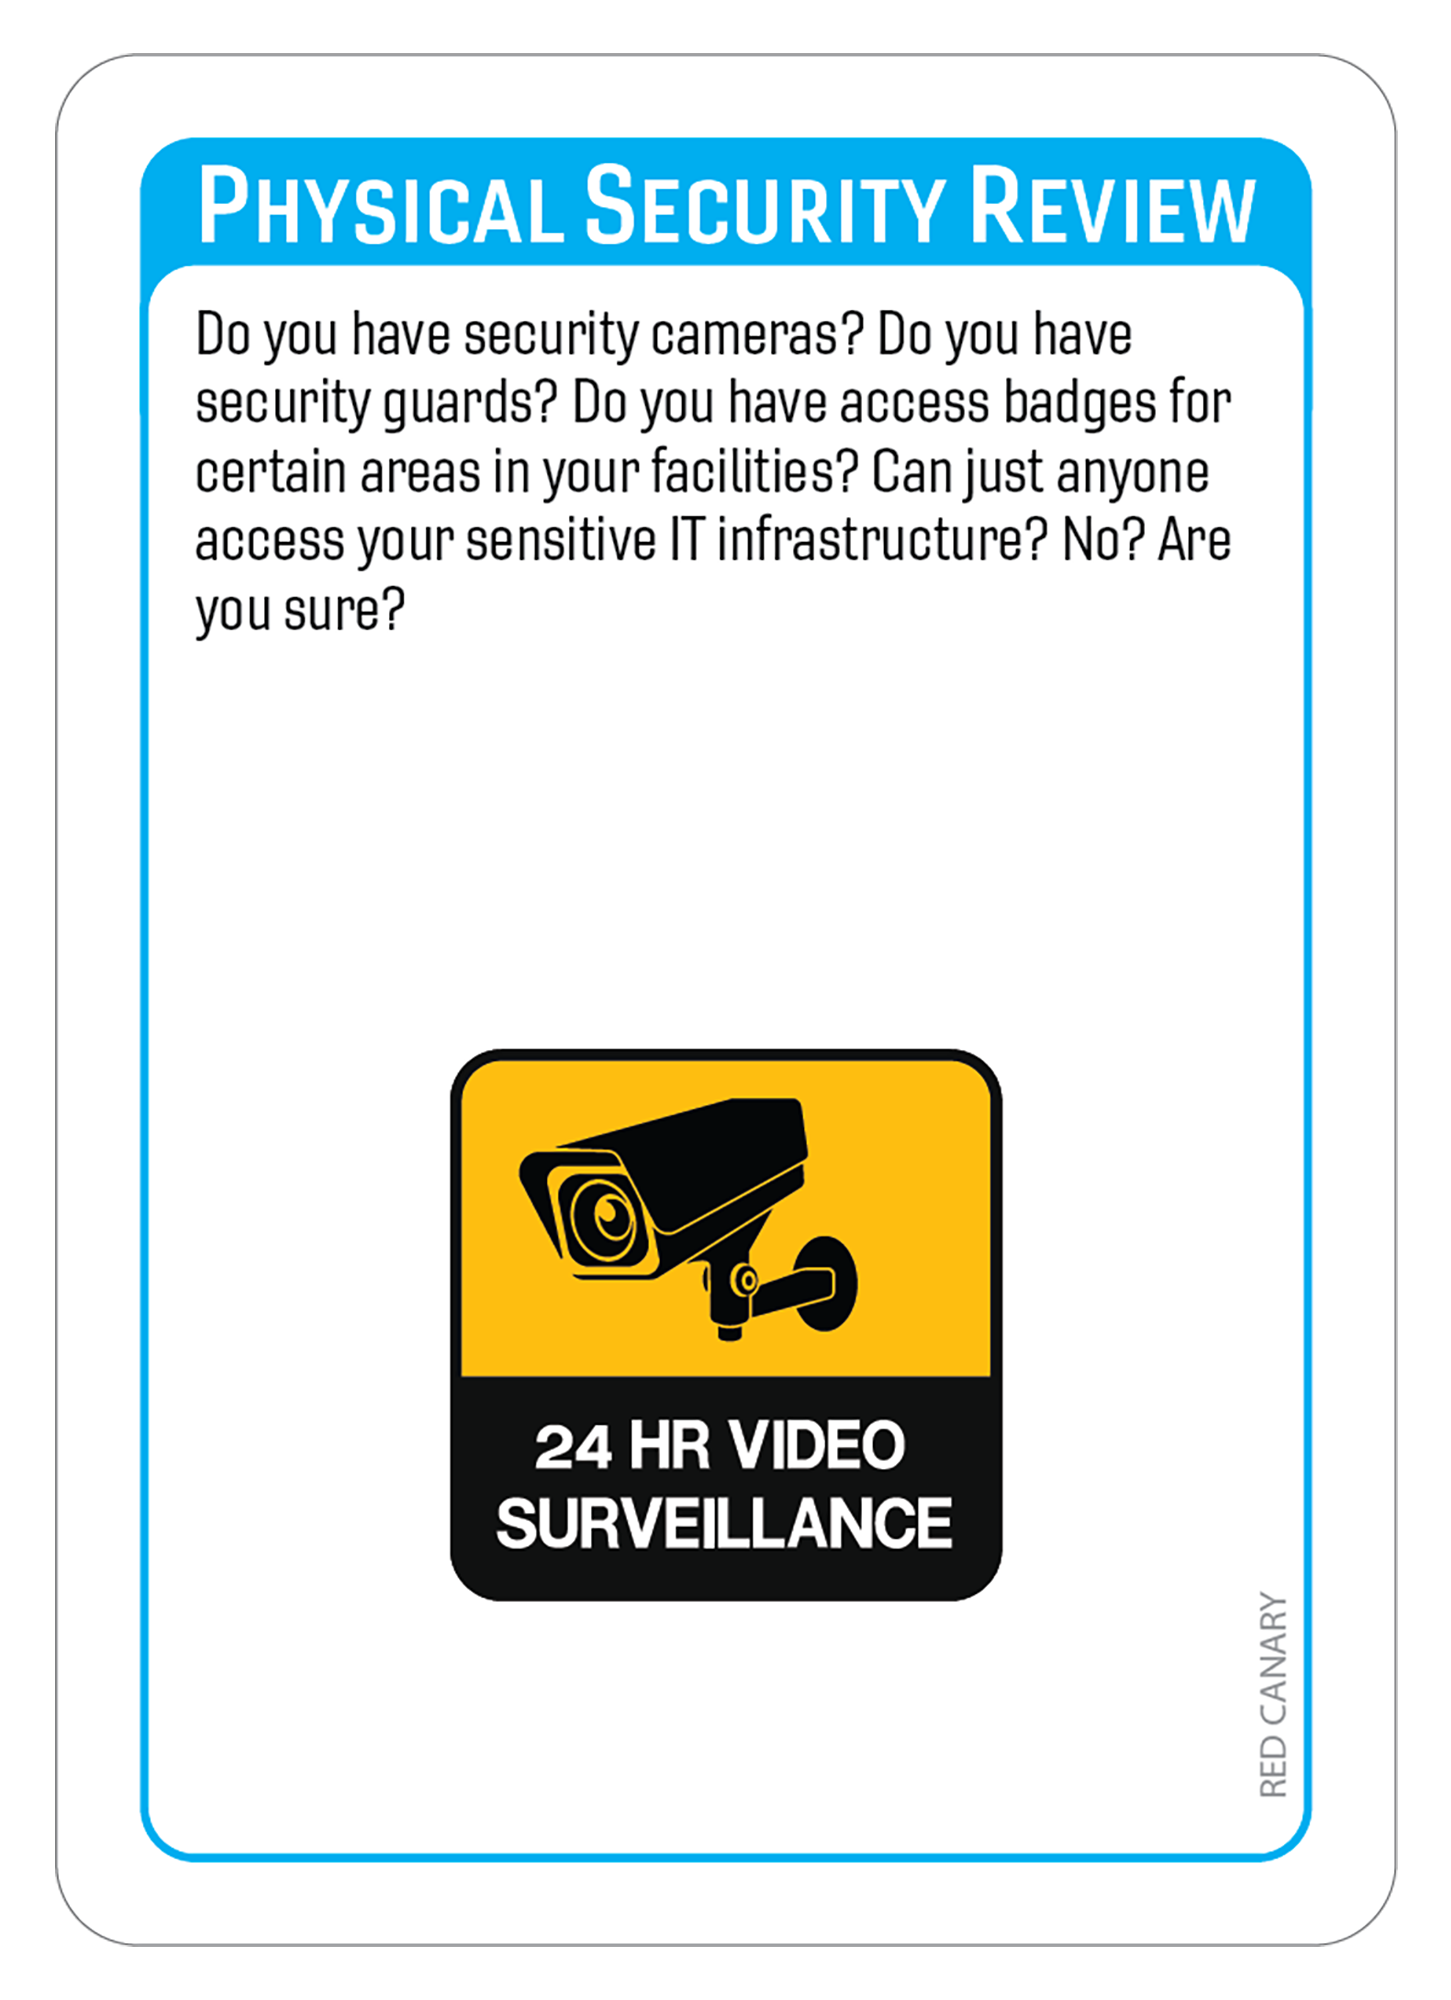 PHYSICAL SECURITY REVIEW
Do you have security cameras? Do you have
security guards? Do you have access badges for
certain areas in your facilities? Can just anyone
access your sensitive IT infrastructure? No? Are
you sure?
24 HR VIDEO
SURVEILLANCE
RED CANARY